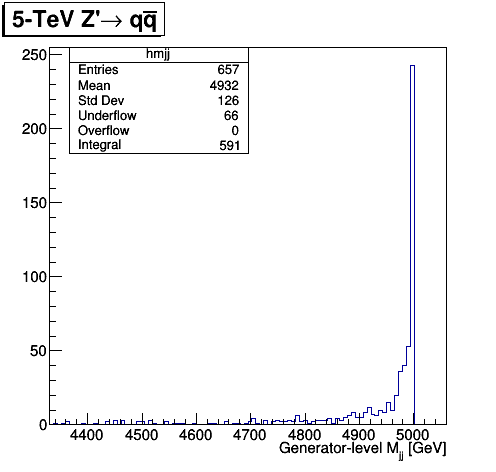 5-TeV Z'→ qq̅
hmjj
Entries 657
Mean 4932
Std Dev 126
Underflow 66
Overflow 0
Integral 591
250
200
150
100
50
0
4400 4500 4600 4700 4800 4900 5000
Generator-level Mjj [GeV]